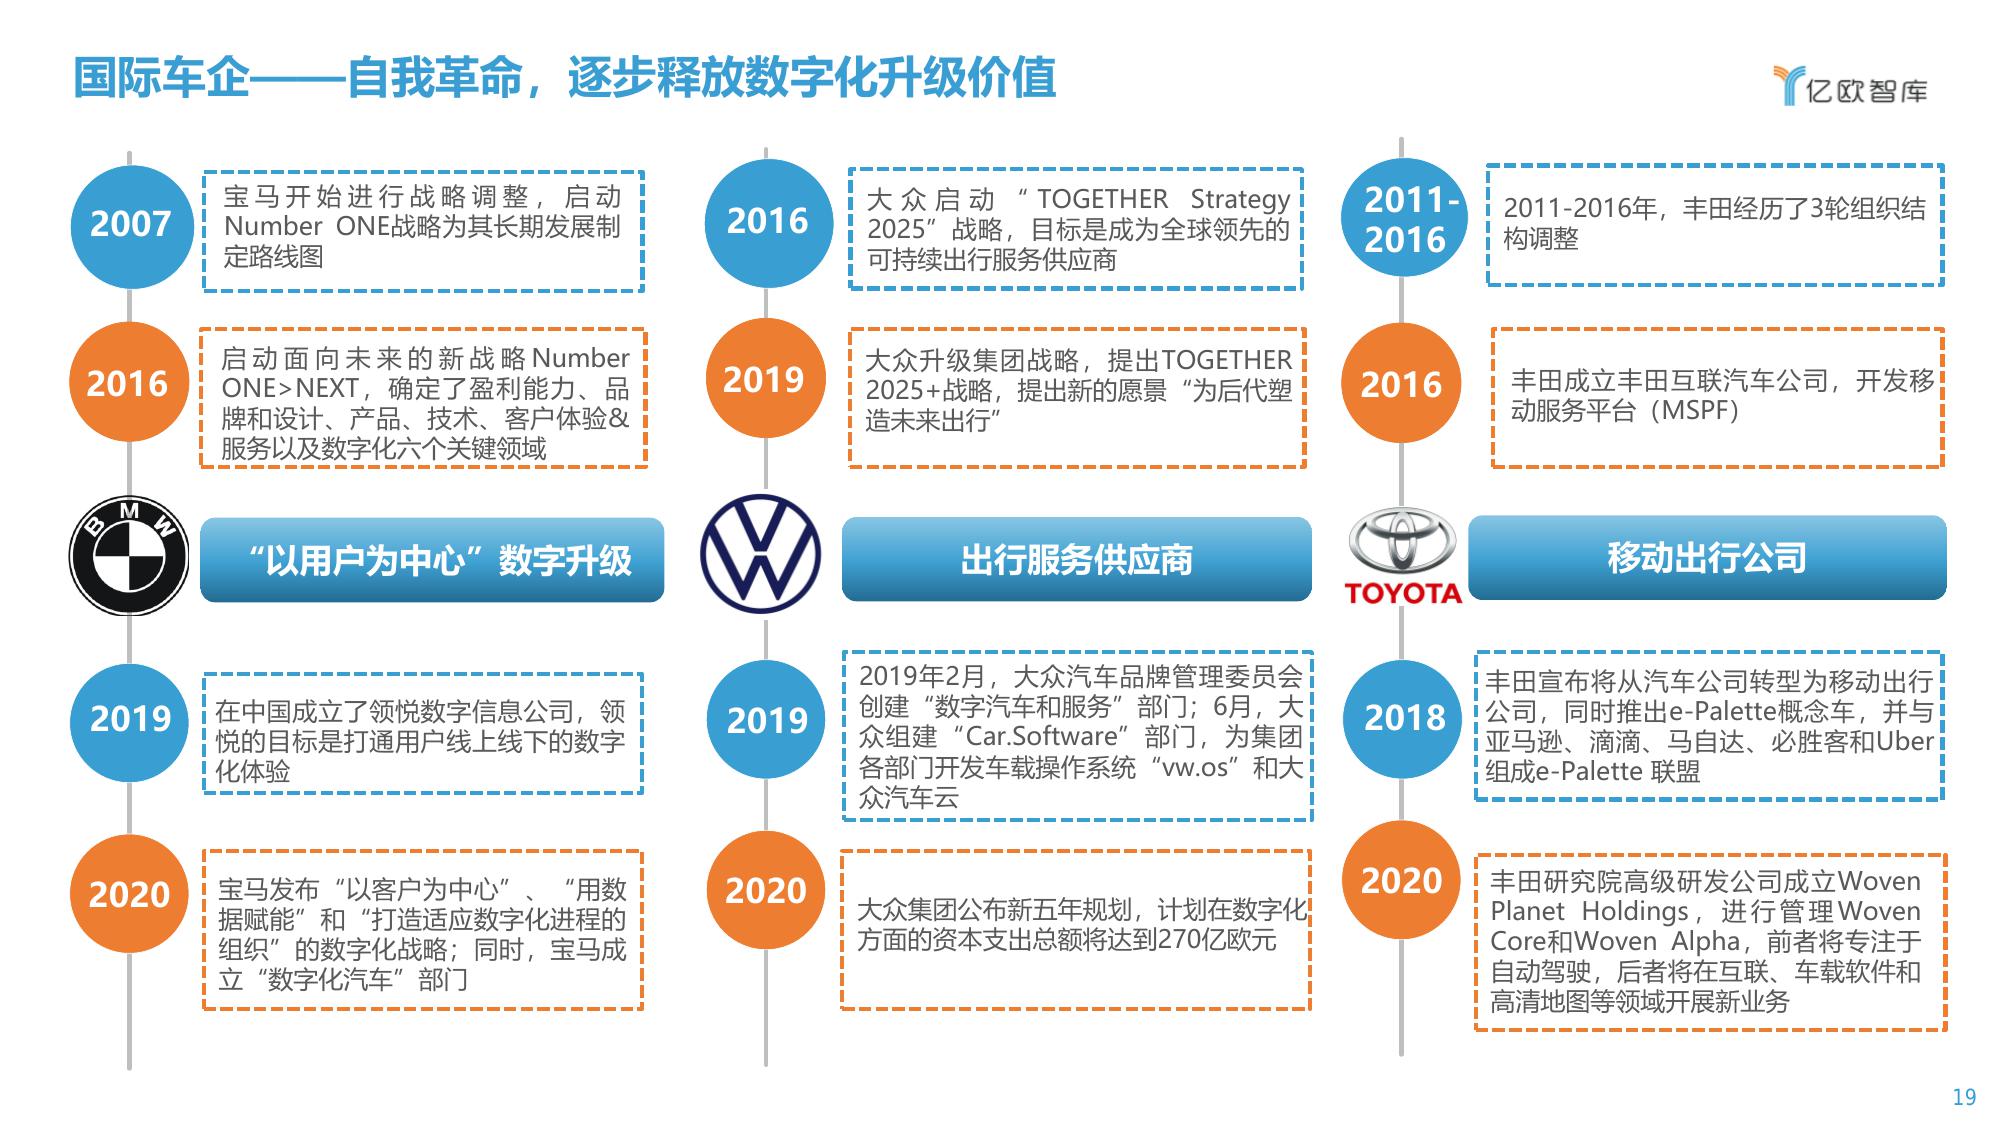 国际车企——自我革命，逐步释放数字化升级价值
亿欧智库
2007
宝马开始进行战略调整，启动
Number ONE战略为其长期发展制
定路线图
2016
启动面向未来的新战略Number
ONE>NEXT，确定了盈利能力、品
牌和设计、产品、技术、客户体验&
服务以及数字化六个关键领域
BMW
“以用户为中心”数字升级
2019
在中国成立了领悦数字信息公司，领
悦的目标是打通用户线上线下的数字
化体验
2020
宝马发布“以客户为中心”、“用数
据赋能”和“打造适应数字化进程的
组织”的数字化战略；同时，宝马成
立“数字化汽车”部门
2016
大众启动“TOGETHER Strategy
2025”战略，目标是成为全球领先的
可持续出行服务供应商
2019
大众升级集团战略，提出TOGETHER
2025+战略，提出新的愿景“为后代塑
造未来出行”
出行服务供应商
2019
2019年2月，大众汽车品牌管理委员会
创建“数字汽车和服务”部门；6月，大
众组建“Car.Software”部门，为集团
各部门开发车载操作系统“vw.os”和大
众汽车云
2020
大众集团公布新五年规划，计划在数字化
方面的资本支出总额将达到270亿欧元
2011-
2016
2011-2016年，丰田经历了3轮组织结
构调整
2016
丰田成立丰田互联汽车公司，开发移
动服务平台（MSPF）
TOYOTA
移动出行公司
2018
丰田宣布将从汽车公司转型为移动出行
公司，同时推出e-Palette概念车，并与
亚马逊、滴滴、马自达、必胜客和Uber
组成e-Palette 联盟
2020
丰田研究院高级研发公司成立Woven
Planet Holdings，进行管理Woven
Core和Woven Alpha，前者将专注于
自动驾驶，后者将在互联、车载软件和
高清地图等领域开展新业务
19